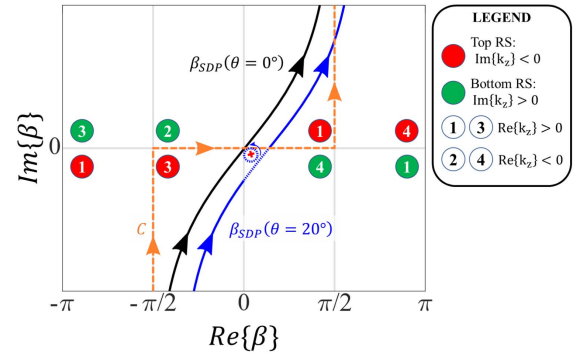 LEGEND
Top RS:
Im{k_z} < 0
Bottom RS:
Im{k_z} > 0
1 3 Re{k_z} > 0
2 4 Re{k_z} < 0
β_SDP(θ = 0°)
3 2 1 4
0
1 3 4 1
β_SDP(θ = 20°)
C
-π -π/2 0 π/2 π
Re{β}
Im{β}